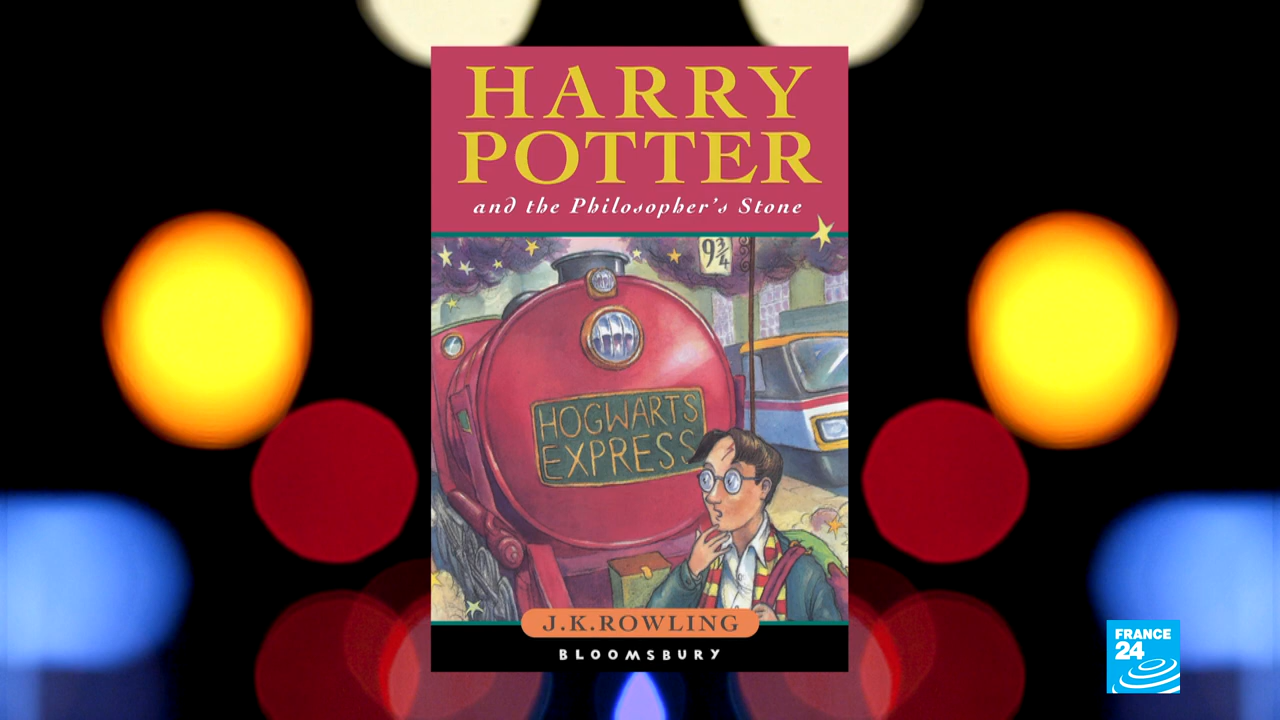 HARRY
POTTER
and the Philosopher's Stone
9¾
HOGWARTS
EXPRESS
J.K.ROWLING
BLOOMSBURY
FRANCE
24